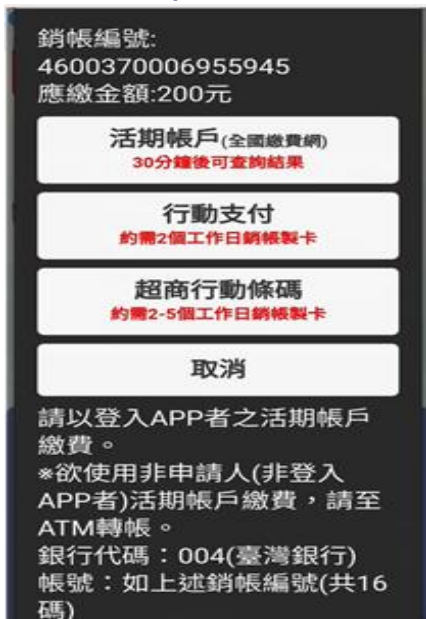 銷帳編號:
4600370006955945
應繳金額:200元
活期帳戶(全國繳費網)
30分鐘後可查詢結果
行動支付
約需2個工作日銷帳製卡
超商行動條碼
約需2-5個工作日銷帳製卡
取消
請以登入APP者之活期帳戶
繳費。
※欲使用非申請人(非登入
APP者)活期帳戶繳費，請至
ATM轉帳。
銀行代碼：004(臺灣銀行)
帳號：如上述銷帳編號(共16
碼)